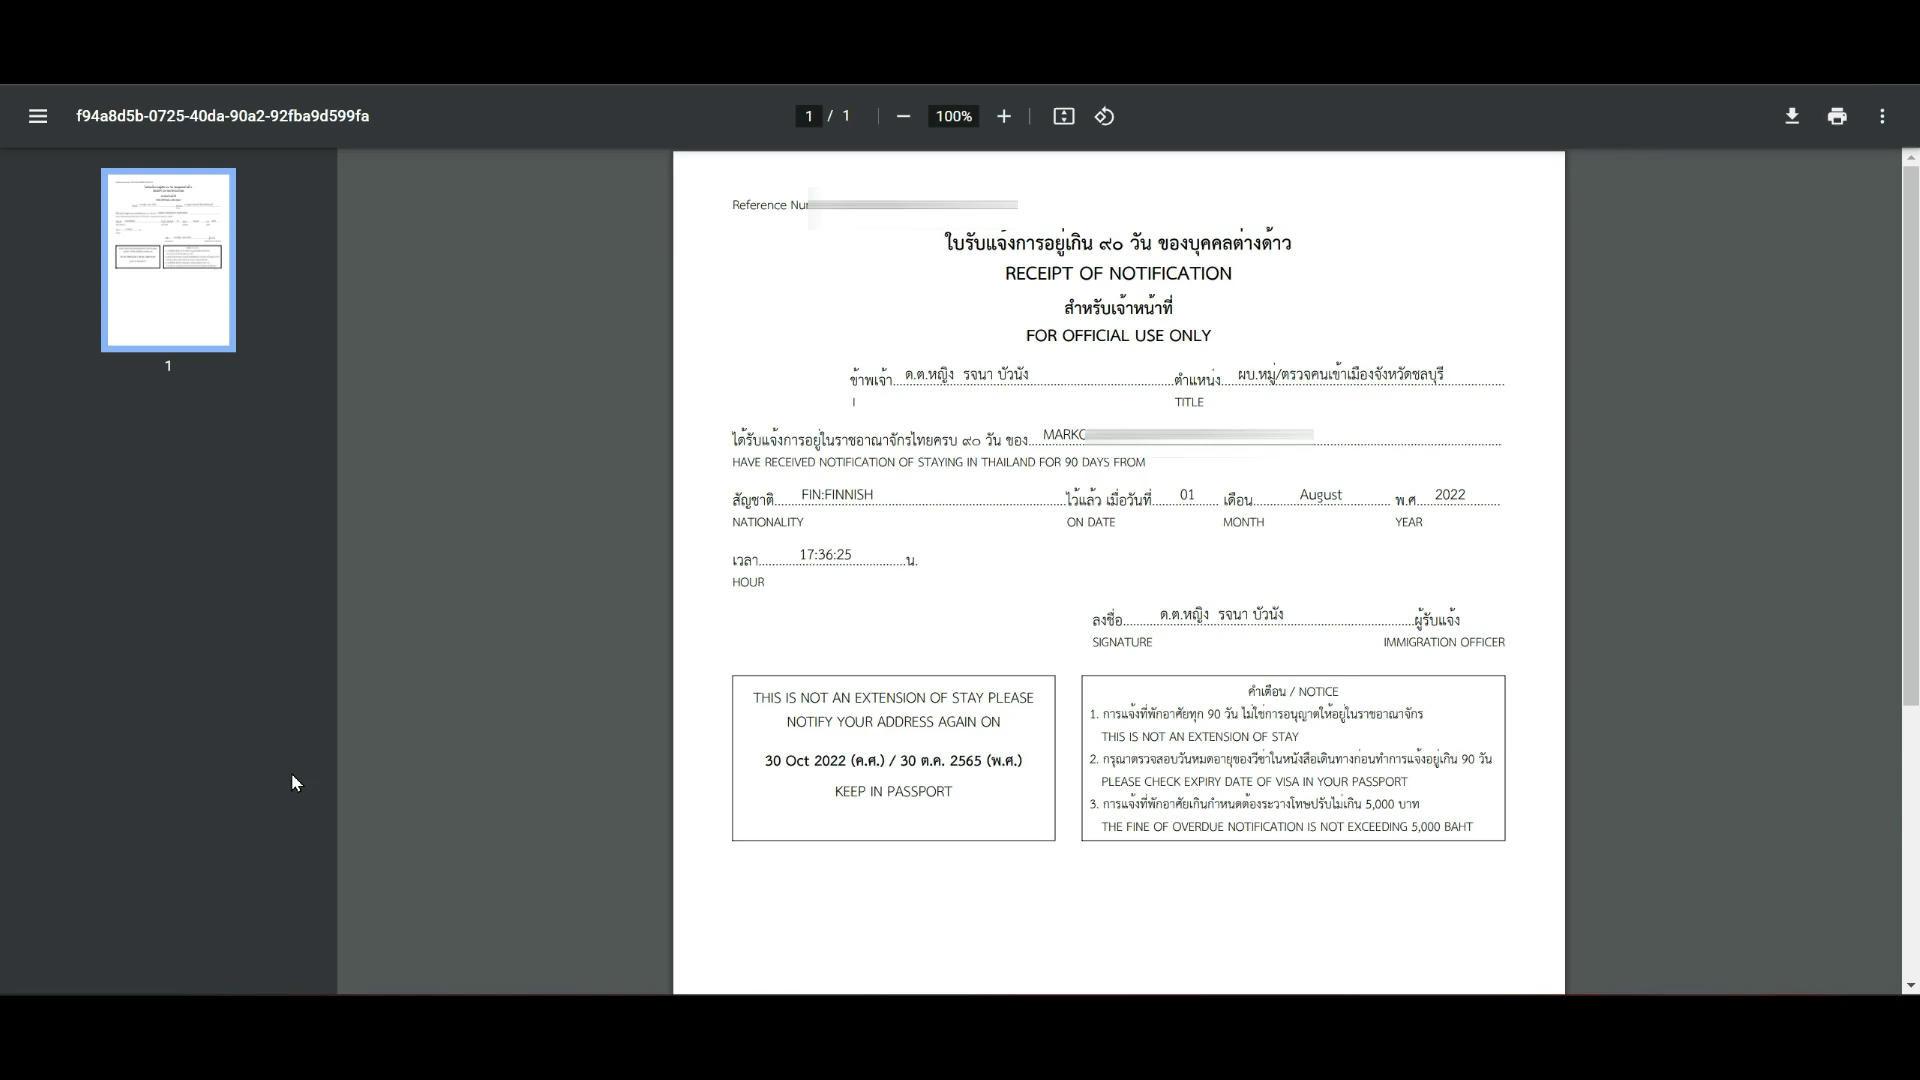 f94a8d5b-0725-40da-90a2-92fba9d599fa
1 / 1
100%
1
Reference
ใบรับแจ้งการอยู่เกิน ๙๐ วัน ของบุคคลต่างด้าว
RECEIPT OF NOTIFICATION
สำหรับเจ้าหน้าที่
FOR OFFICIAL USE ONLY
ข้าพเจ้า ด.ต.หญิง รจนา บัวนัง ตำแหน่ง ผบ.หมู่/ตรวจคนเข้าเมืองจังหวัดชลบุรี
I TITLE
ได้รับแจ้งการอยู่ในราชอาณาจักรไทยครบ ๙๐ วัน ของ
HAVE RECEIVED NOTIFICATION OF STAYING IN THAILAND FOR 90 DAYS FROM
สัญชาติ FIN:FINNISH ไว้แล้ว เมื่อวันที่ 01 เดือน August พ.ศ. 2022
NATIONALITY ON DATE MONTH YEAR
เวลา 17:36:25 น.
HOUR
ลงชื่อ ด.ต.หญิง รจนา บัวนัง ผู้รับแจ้ง
SIGNATURE IMMIGRATION OFFICER
THIS IS NOT AN EXTENSION OF STAY PLEASE
NOTIFY YOUR ADDRESS AGAIN ON
30 Oct 2022 (ค.ศ.) / 30 ต.ค. 2565 (พ.ศ.)
KEEP IN PASSPORT
คำเตือน / NOTICE
1. การแจ้งที่พักอาศัยทุก 90 วัน ไม่ใช่การอนุญาตให้อยู่ในราชอาณาจักร
THIS IS NOT AN EXTENSION OF STAY
2. กรุณาตรวจสอบวันหมดอายุของวีซ่าในหนังสือเดินทางก่อนทำการแจ้งอยู่เกิน 90 วัน
PLEASE CHECK EXPIRY DATE OF VISA IN YOUR PASSPORT
3. การแจ้งที่พักอาศัยเกินกำหนดต้องระวางโทษปรับไม่เกิน 5,000 บาท
THE FINE OF OVERDUE NOTIFICATION IS NOT EXCEEDING 5,000 BAHT